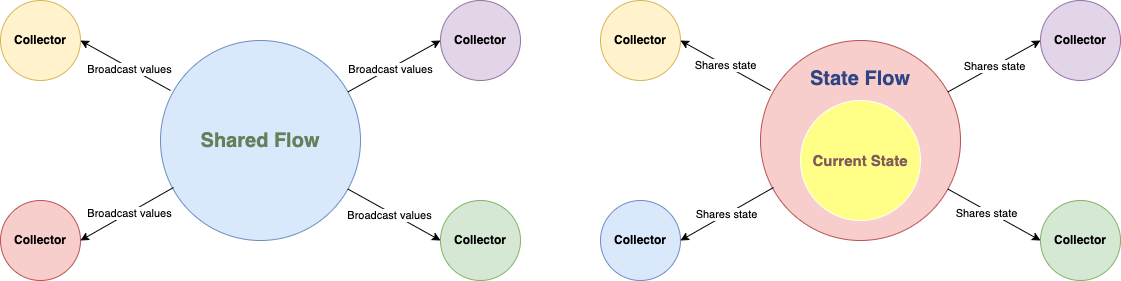 Collector
Collector
Broadcast values
Broadcast values
Shared Flow
Broadcast values
Broadcast values
Collector
Collector
Collector
Collector
Shares state
Shares state
State Flow
Current State
Shares state
Shares state
Collector
Collector